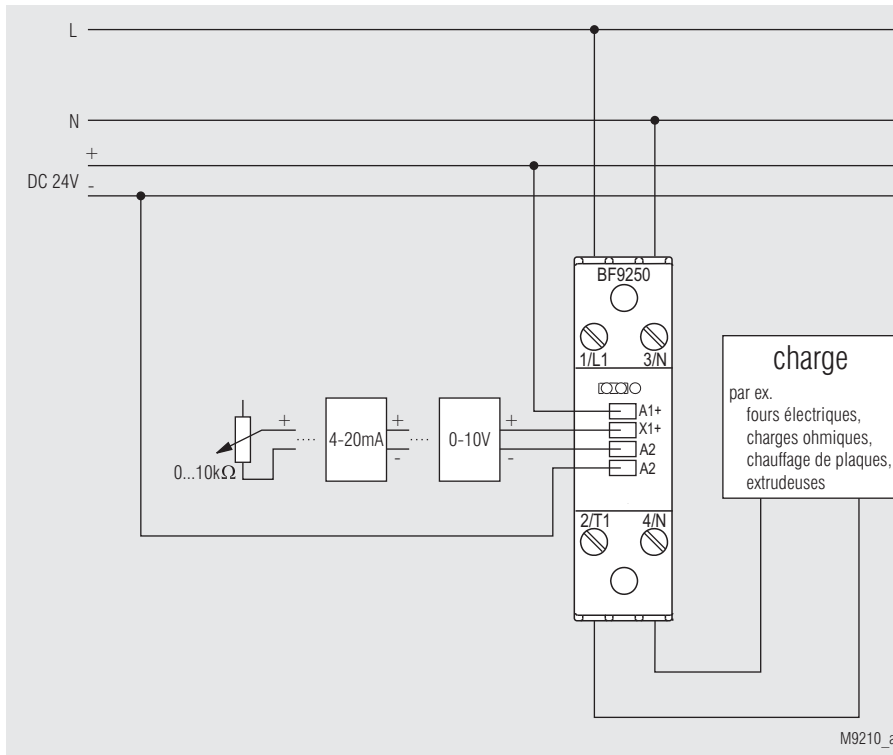 L
N
+
DC 24V
-
BF9250
1/L1 3/N
A1+
X1+
A2
A2
2/T1 4/N
0...10kΩ
+
4-20mA
+
-
0-10V
+
-
charge
par ex.
fours électriques,
charges ohmiques,
chauffage de plaques,
extrudeuses
M9210_a